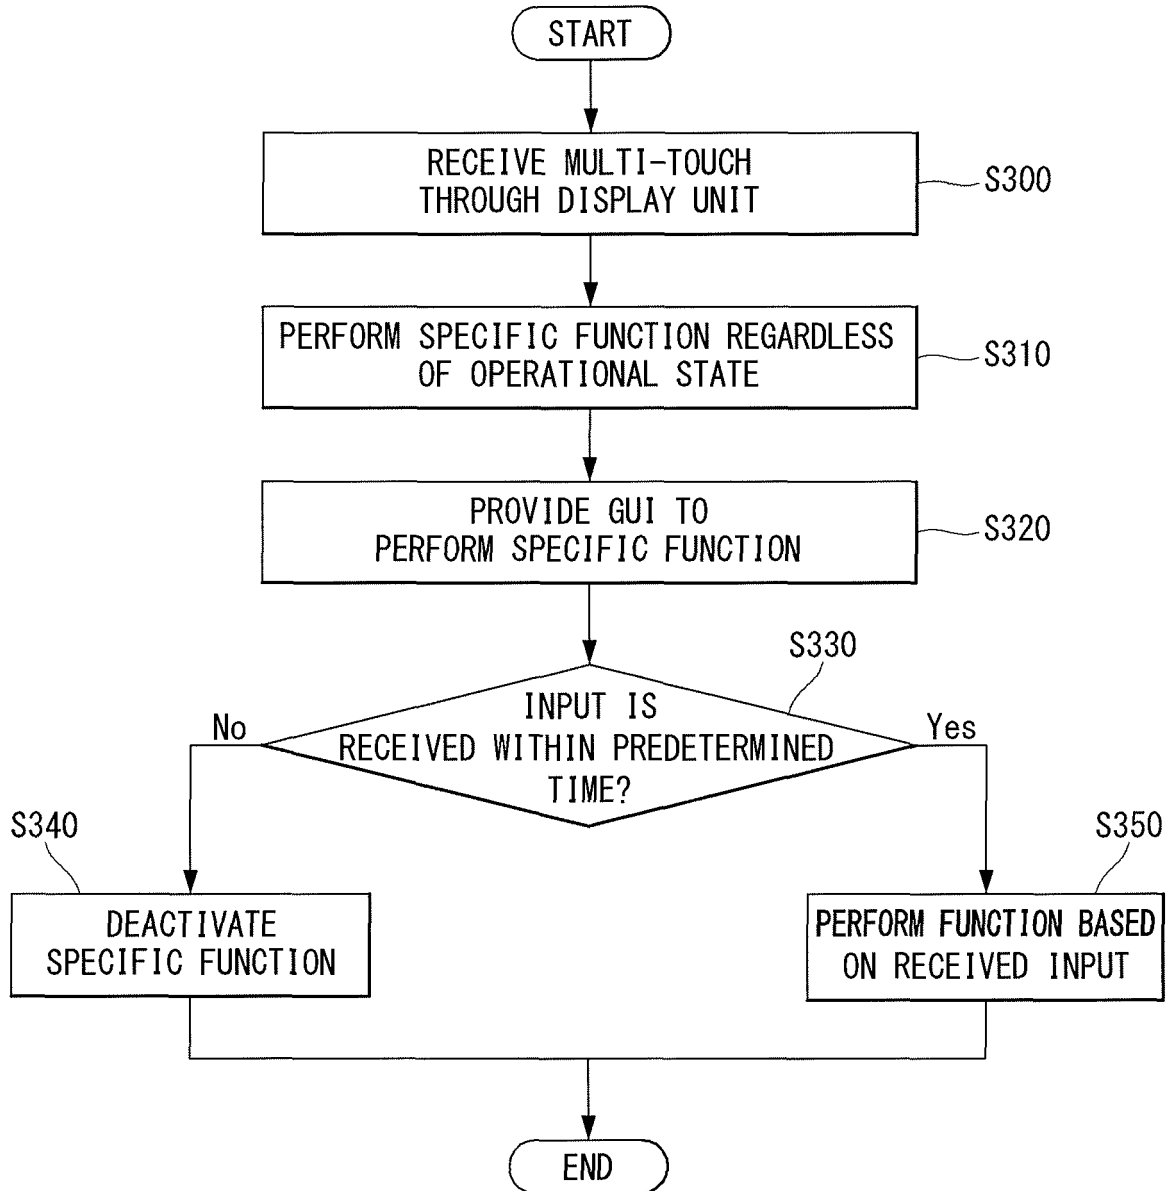 START
RECEIVE MULTI-TOUCH
THROUGH DISPLAY UNIT
S300
PERFORM SPECIFIC FUNCTION REGARDLESS
OF OPERATIONAL STATE
S310
PROVIDE GUI TO
PERFORM SPECIFIC FUNCTION
S320
S330
INPUT IS
RECEIVED WITHIN PREDETERMINED
TIME?
No
Yes
S340
DEACTIVATE
SPECIFIC FUNCTION
S350
PERFORM FUNCTION BASED
ON RECEIVED INPUT
END